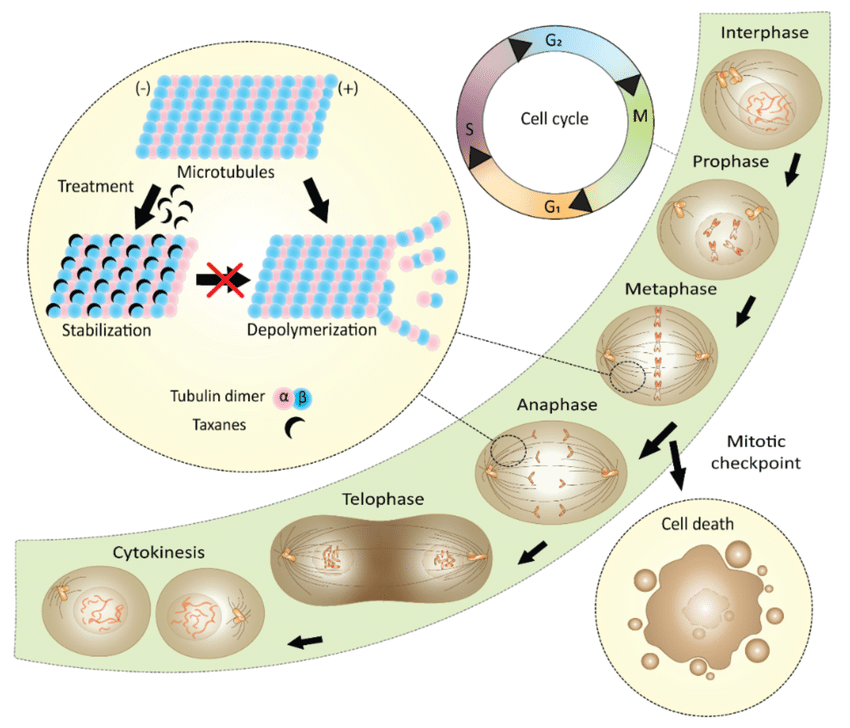 Interphase
G₂
(-)
(+)
Cell cycle
S
M
Microtubules
Prophase
Treatment
G₁
Metaphase
Stabilization
Depolymerization
Tubulin dimer α β
Taxanes
Anaphase
Mitotic
checkpoint
Telophase
Cell death
Cytokinesis